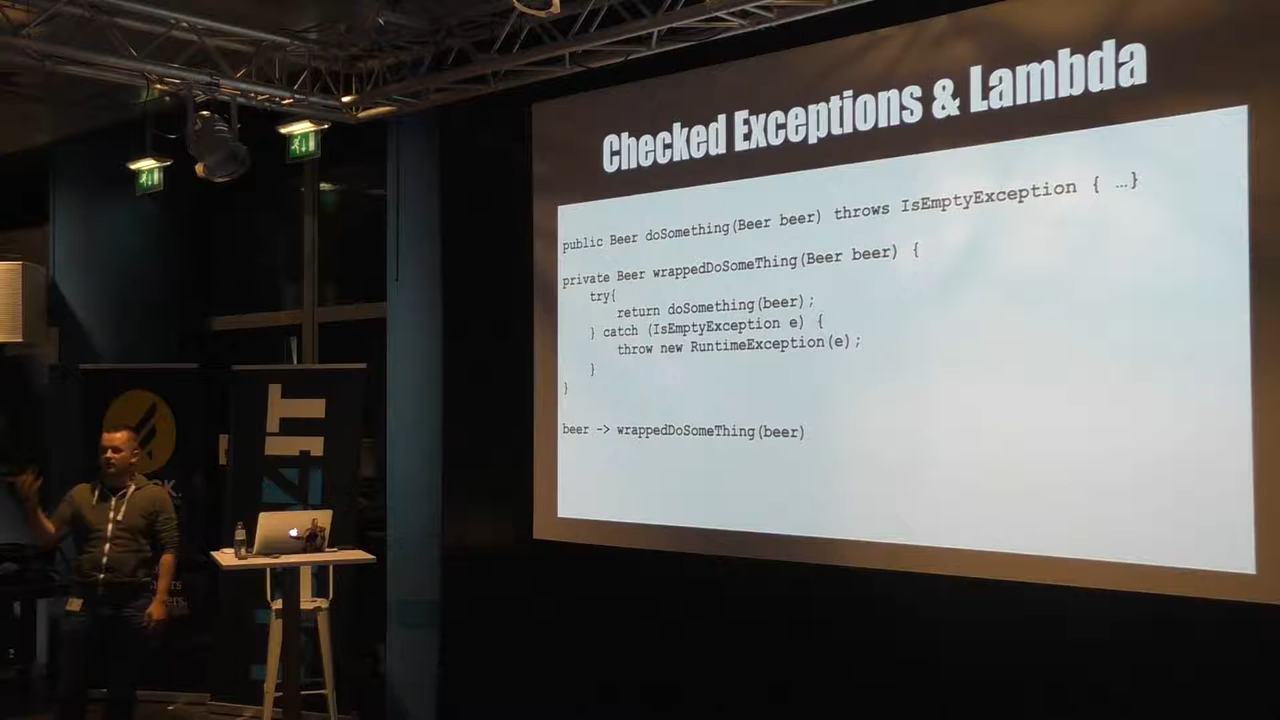 Checked Exceptions & Lambda
public Beer doSomething(Beer beer) throws IsEmptyException { …}
private Beer wrappedDoSomeThing(Beer beer) {
try{
return doSomething(beer);
} catch (IsEmptyException e) {
throw new RuntimeException(e);
}
}
beer -> wrappedDoSomeThing(beer)